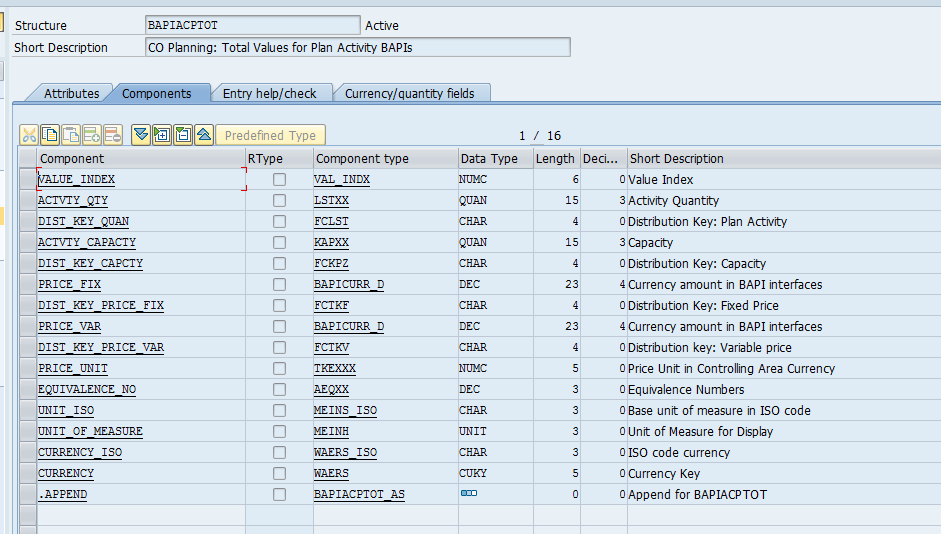 Structure BAPIACPTOT Active
Short Description CO Planning: Total Values for Plan Activity BAPIs
Attributes Components Entry help/check Currency/quantity fields
Predefined Type 1 / 16
Component RType Component type Data Type Length Deci... Short Description
VALUE_INDEX VAL_INDX NUMC 6 0 Value Index
ACTVTY_QTY LSTXX QUAN 15 3 Activity Quantity
DIST_KEY_QUAN FCLST CHAR 4 0 Distribution Key: Plan Activity
ACTVTY_CAPACTY KAPXX QUAN 15 3 Capacity
DIST_KEY_CAPCTY FCKPZ CHAR 4 0 Distribution Key: Capacity
PRICE_FIX BAPICURR_D DEC 23 4 Currency amount in BAPI interfaces
DIST_KEY_PRICE_FIX FCTKF CHAR 4 0 Distribution Key: Fixed Price
PRICE_VAR BAPICURR_D DEC 23 4 Currency amount in BAPI interfaces
DIST_KEY_PRICE_VAR FCTKV CHAR 4 0 Distribution key: Variable price
PRICE_UNIT TKEXXX NUMC 5 0 Price Unit in Controlling Area Currency
EQUIVALENCE_NO AEQXX DEC 3 0 Equivalence Numbers
UNIT_ISO MEINS_ISO CHAR 3 0 Base unit of measure in ISO code
UNIT_OF_MEASURE MEINH UNIT 3 0 Unit of Measure for Display
CURRENCY_ISO WAERS_ISO CHAR 3 0 ISO code currency
CURRENCY WAERS CUKY 5 0 Currency Key
.APPEND BAPIACPTOT_AS 0 0 Append for BAPIACPTOT